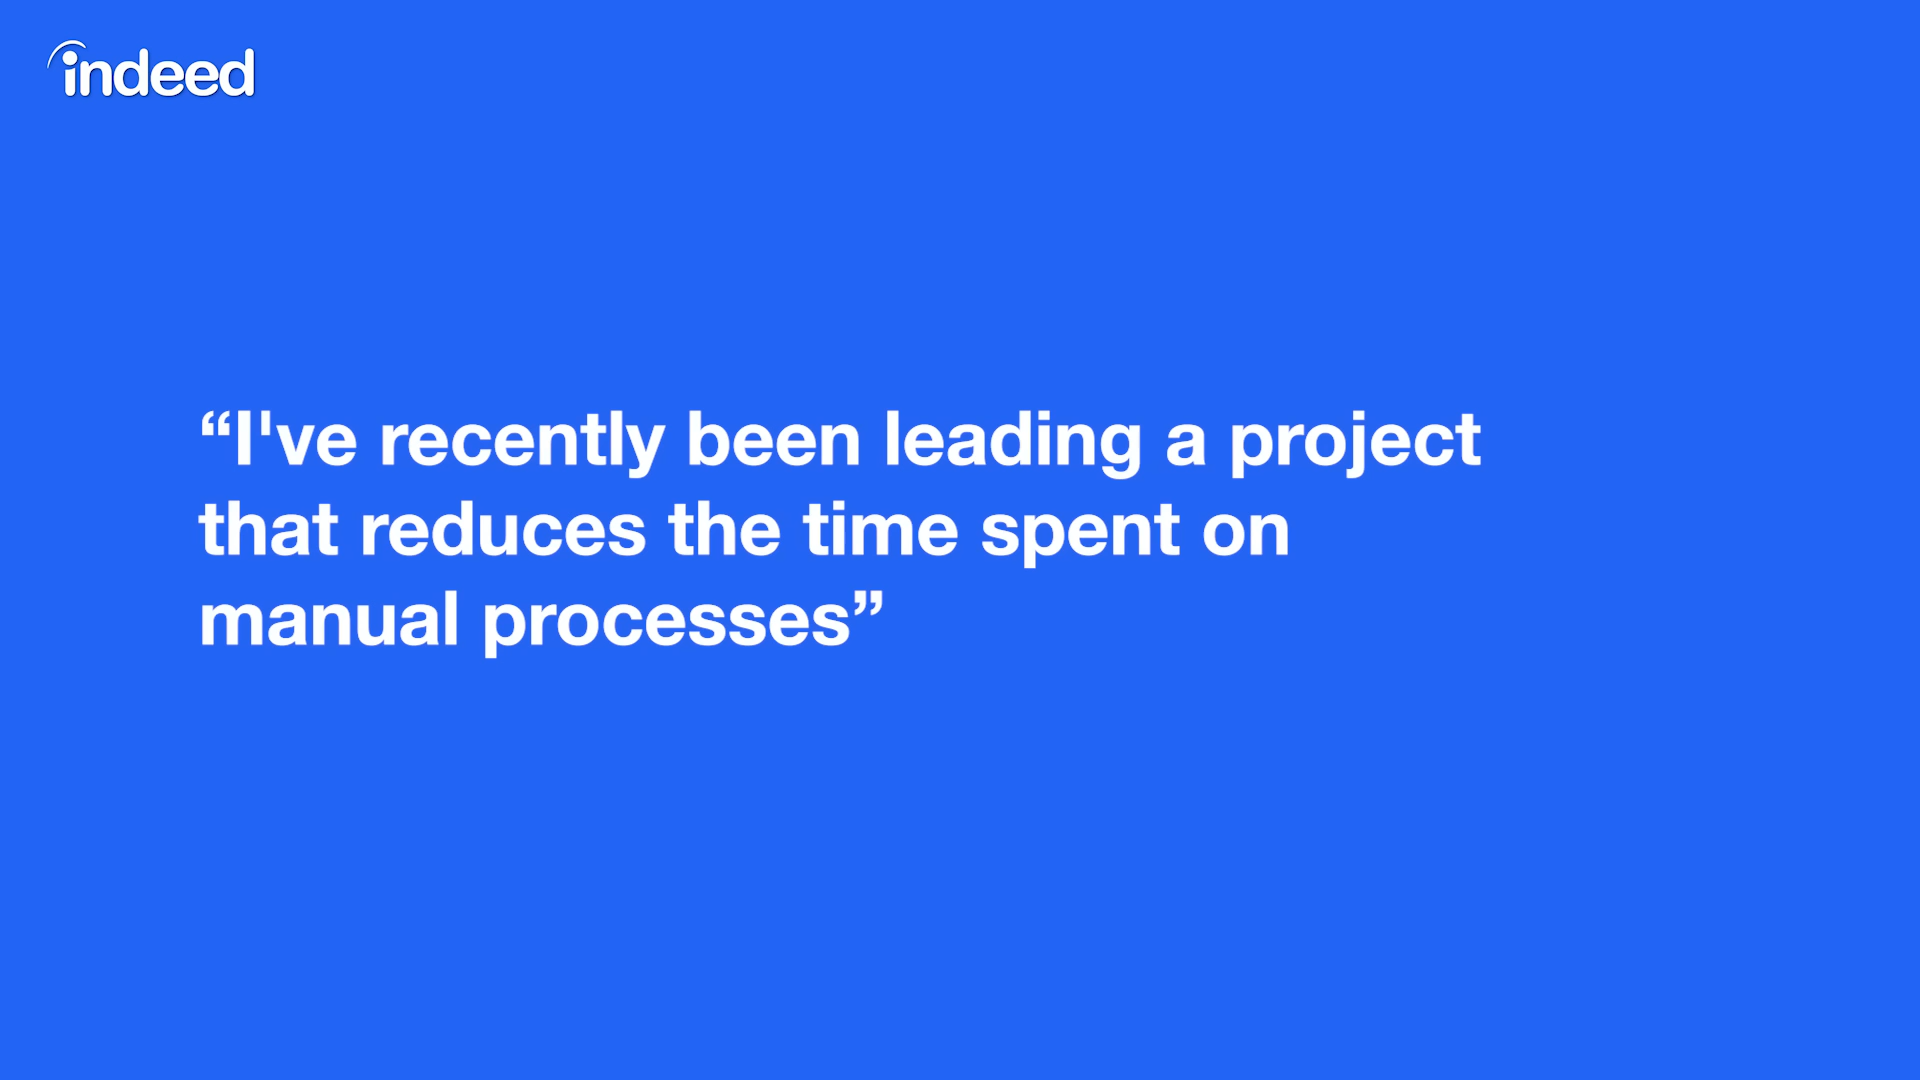 indeed
“I've recently been leading a project
that reduces the time spent on
manual processes”